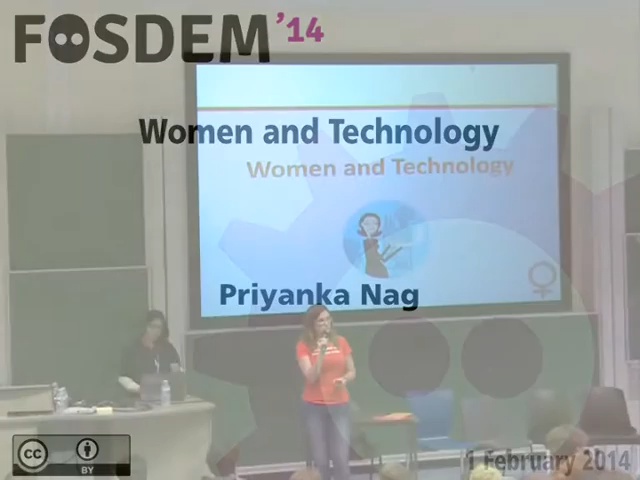 FOSDEM '14
Women and Technology
Women and Technology
Priyanka Nag
CC BY
1 February 2014